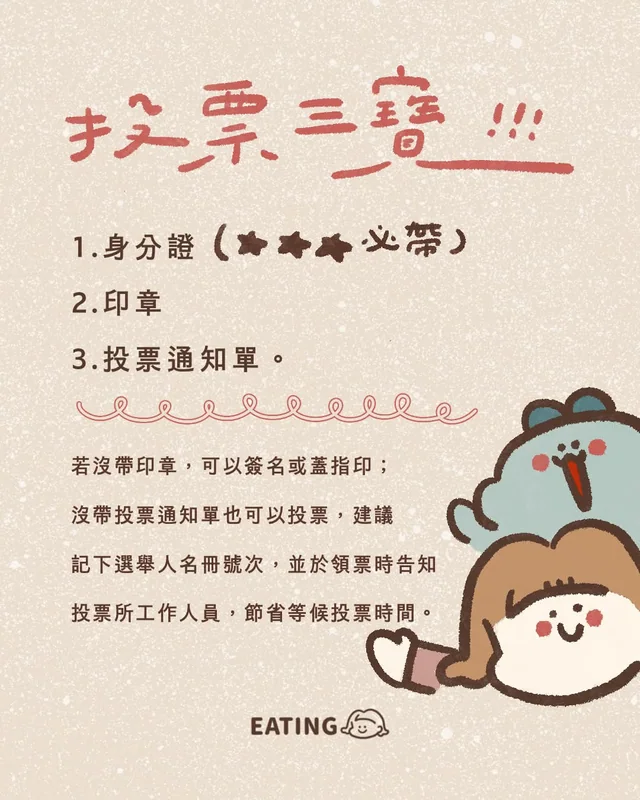 投票三寶 !!!
1.身分證（★★★必帶）
2.印章
3.投票通知單。
若沒帶印章，可以簽名或蓋指印；
沒帶投票通知單也可以投票，建議
記下選舉人名冊號次，並於領票時告知
投票所工作人員，節省等候投票時間。
EATING